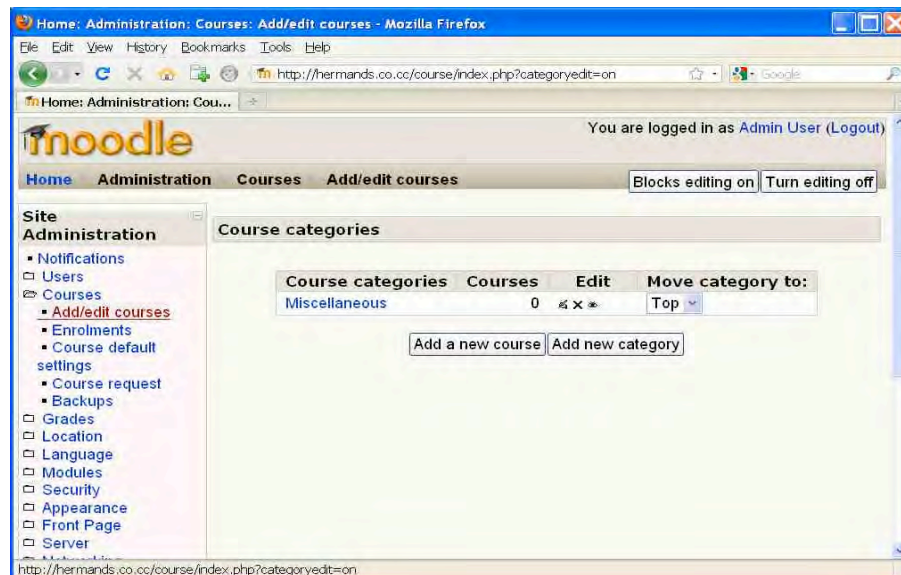 Home: Administration: Courses: Add/edit courses - Mozilla Firefox
File Edit View History Bookmarks Tools Help
http://hermands.co.cc/course/index.php?categoryedit=on
Google
Home: Administration: Cou...
moodle
You are logged in as Admin User (Logout)
Home Administration Courses Add/edit courses
Blocks editing on Turn editing off
Site Administration
Notifications
Users
Courses
Add/edit courses
Enrolments
Course default
settings
Course request
Backups
Grades
Location
Language
Modules
Security
Appearance
Front Page
Server
Course categories
Course categories Courses Edit Move category to:
Miscellaneous 0 Top
Add a new course Add new category
http://hermands.co.cc/course/index.php?categoryedit=on